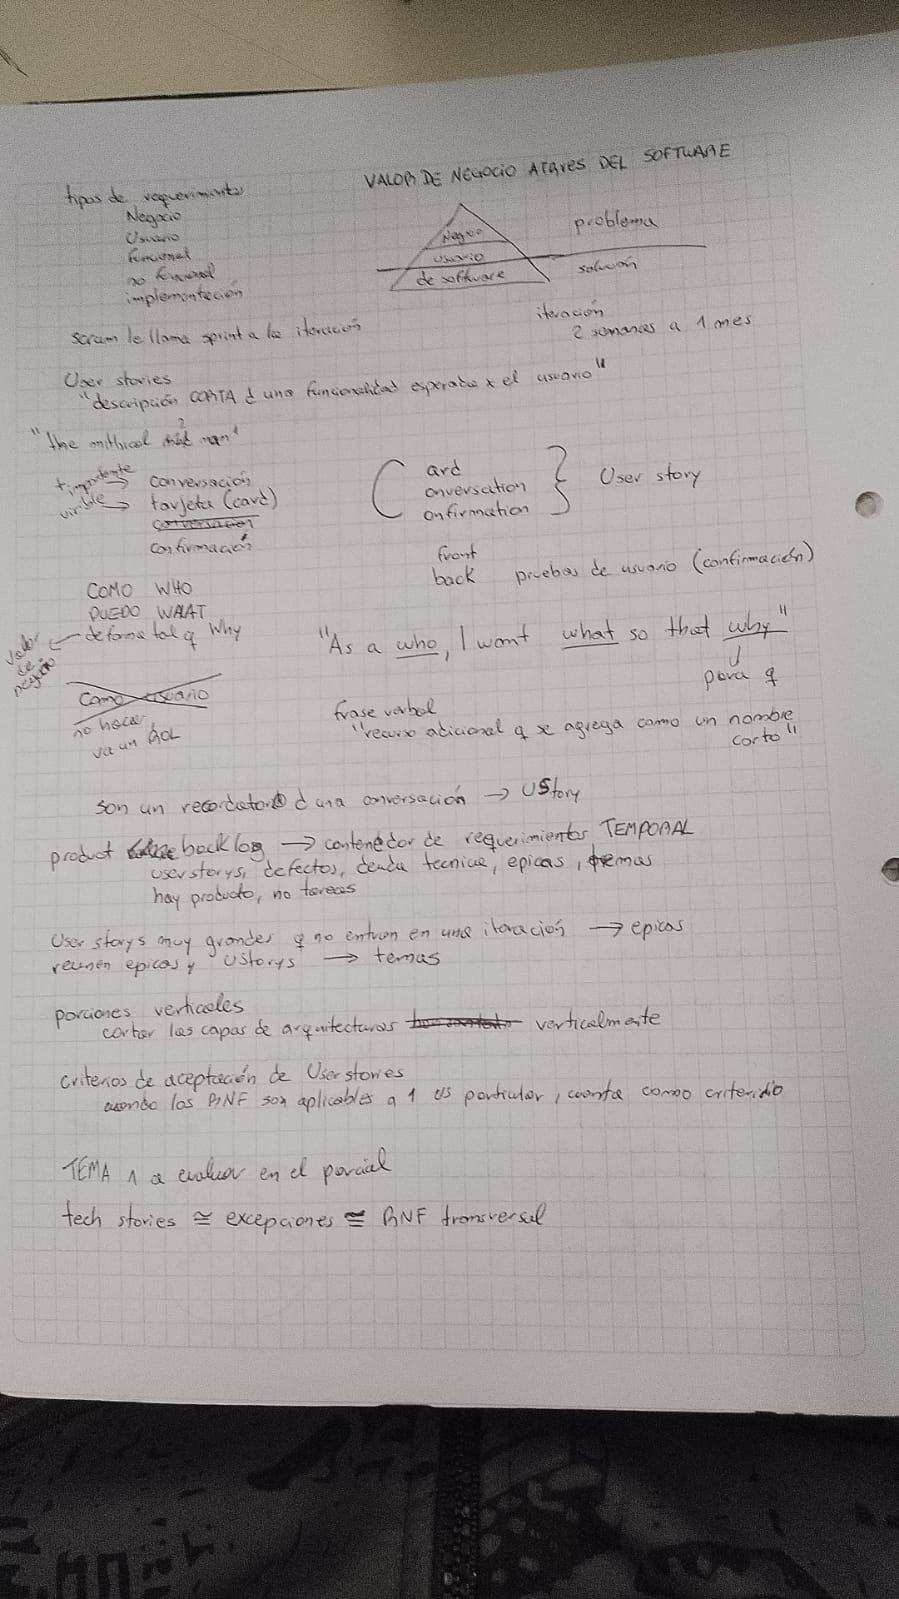 VALOR DE NEGOCIO ATRAVES DEL SOFTWARE
tipos de requerimientos
Negocio
Usuario
funcional
no funcional
implementación
Negocio
usuario
de software
problema
solución
scram le llama sprint a la iteración
iteración
2 semanas a 1 mes
User stories
"descripción CORTA d una funcionalidad esperada x el usuario"
"the mithical man"
?
+ importante → conversación
visible → tarjeta (card)
conversacion
confirmación
C ard
onversation
onfirmation
} User story
front
back pruebas de usuario (confirmación)
COMO WHO
PUEDO WHAT
de forma tal q Why
valor de negocio
"As a who, I want what so that why"
para q
Como usuario
no hacer
va un ROL
frase verbal
"recurso adicional q se agrega como un nombre
corto"
son un recordatorio d una conversación → UStory
product backlog → contenedor de requerimientos TEMPORAL
userstorys, defectos, deuda tecnica, epicas, temas
hay producto, no tareas
User storys muy grandes q no entran en una iteración → epicas
reunen epicas y UStorys → temas
porciones verticales
cortar las capas de arquitecturas verticalmente
criterios de aceptación de User stories
cuando los RNF son aplicables a 1 us particular, cuenta como criterio
TEMA 1 a evaluar en el parcial
tech stories ≅ excepciones ≅ RNF transversal